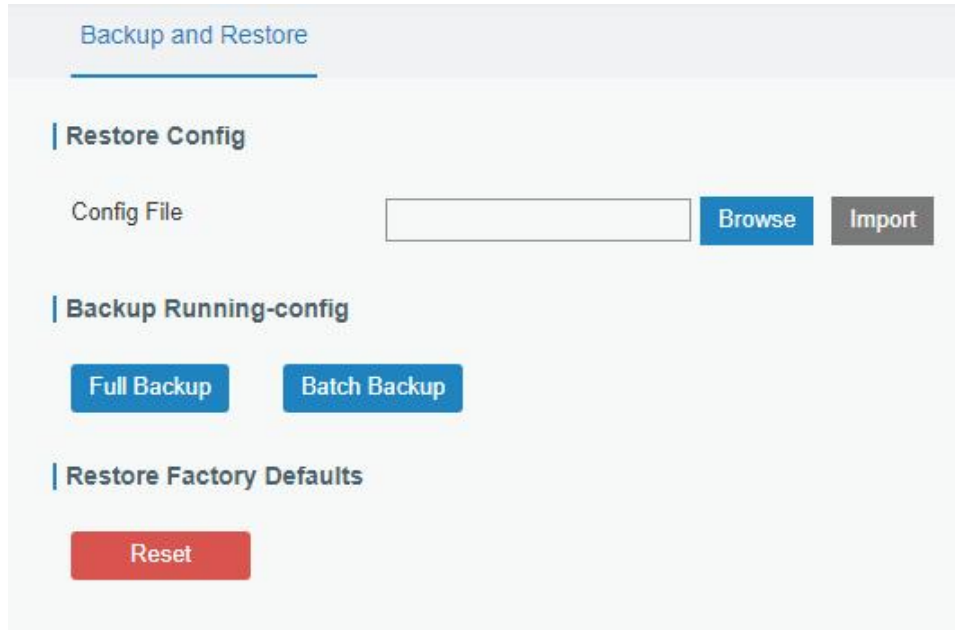 Backup and Restore
Restore Config
Config File Browse Import
Backup Running-config
Full Backup Batch Backup
Restore Factory Defaults
Reset